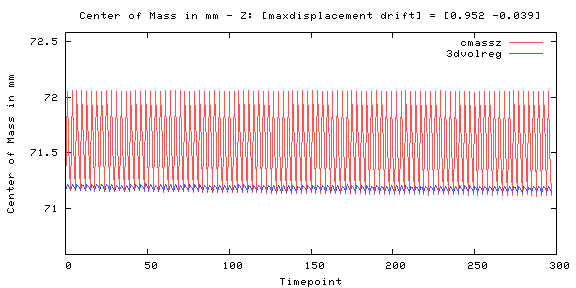 Center of Mass in mm - Z: [maxdisplacement drift] = [0.952 -0.039]
72.5
cmassz
3dvolreg
72
71.5
71
Center of Mass in mm
0 50 100 150 200 250 300
Timepoint